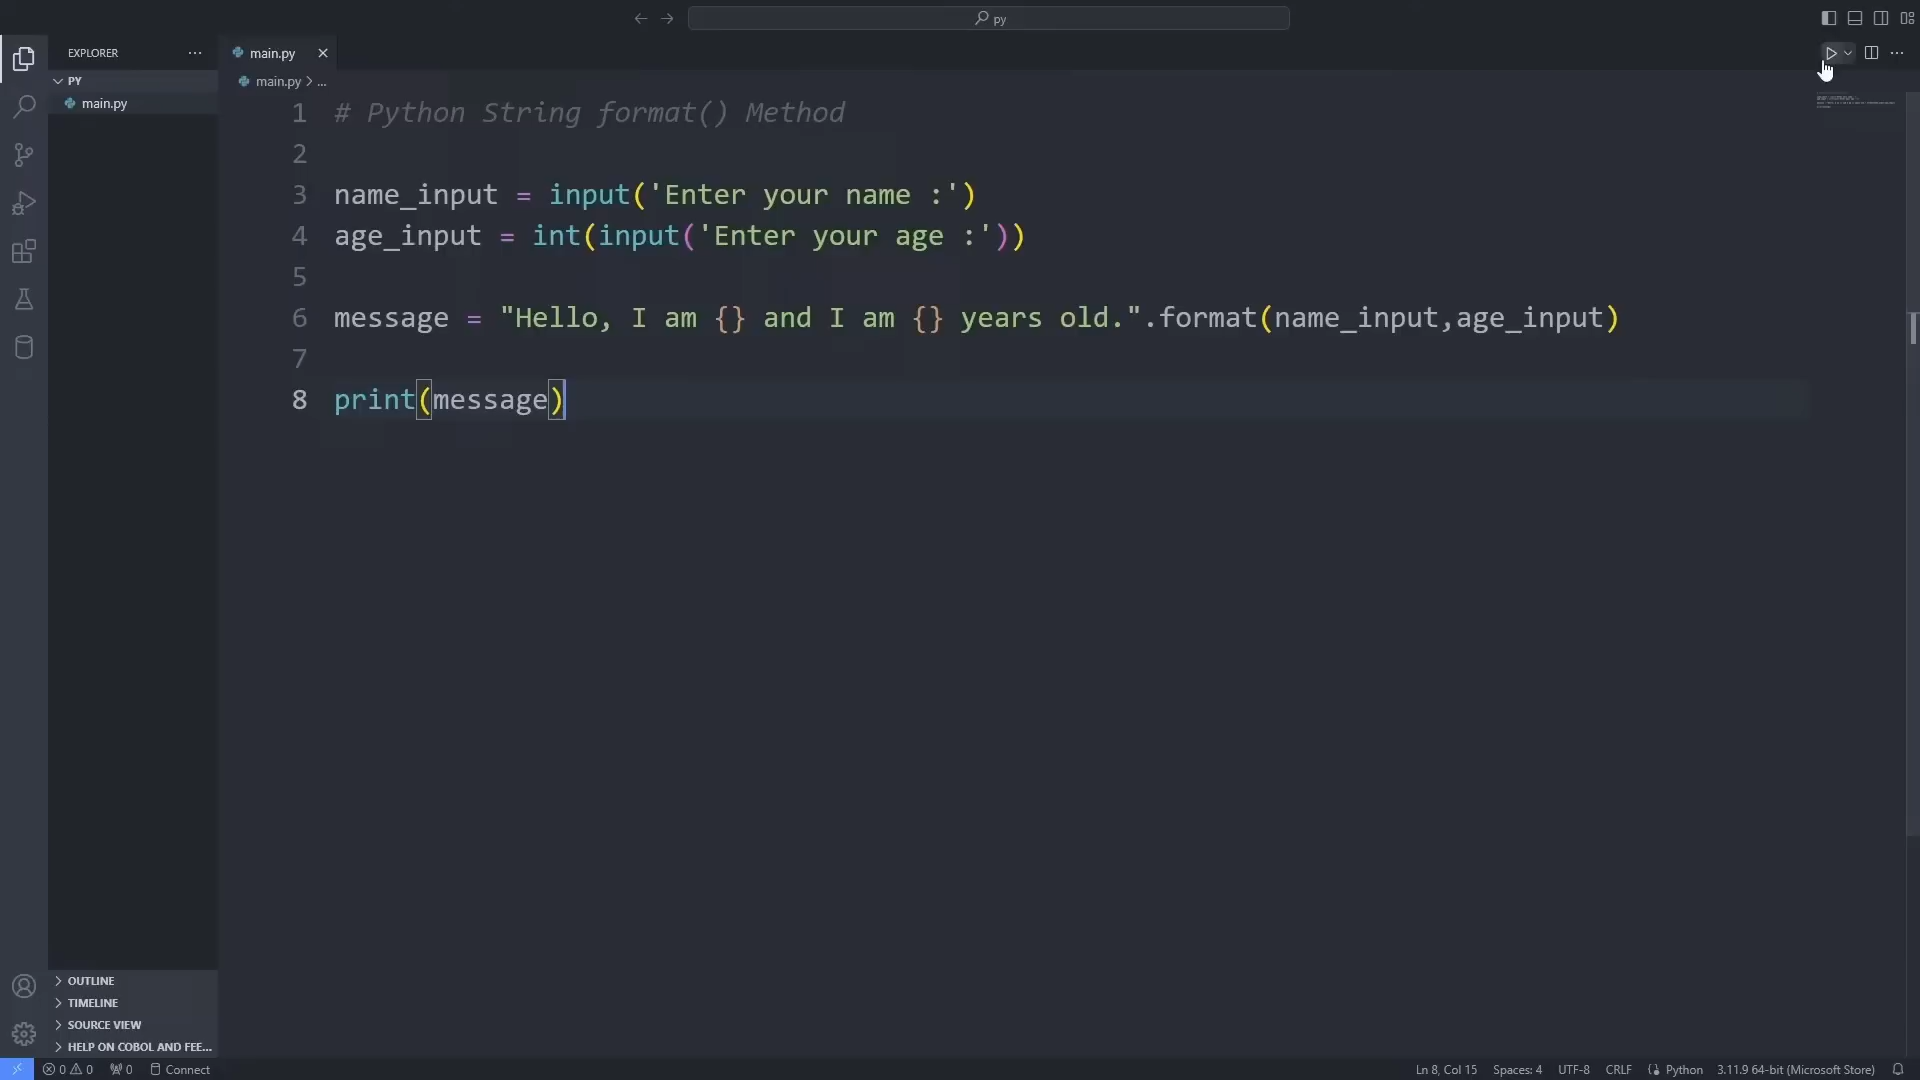 py
EXPLORER
PY
main.py
main.py
main.py > ...
1 # Python String format() Method
2
3 name_input = input('Enter your name :')
4 age_input = int(input('Enter your age :'))
5
6 message = "Hello, I am {} and I am {} years old.".format(name_input,age_input)
7
8 print(message)
OUTLINE
TIMELINE
SOURCE VIEW
HELP ON COBOL AND FEE...
0 0 0 Connect Ln 8, Col 15 Spaces: 4 UTF-8 CRLF Python 3.11.9 64-bit (Microsoft Store)